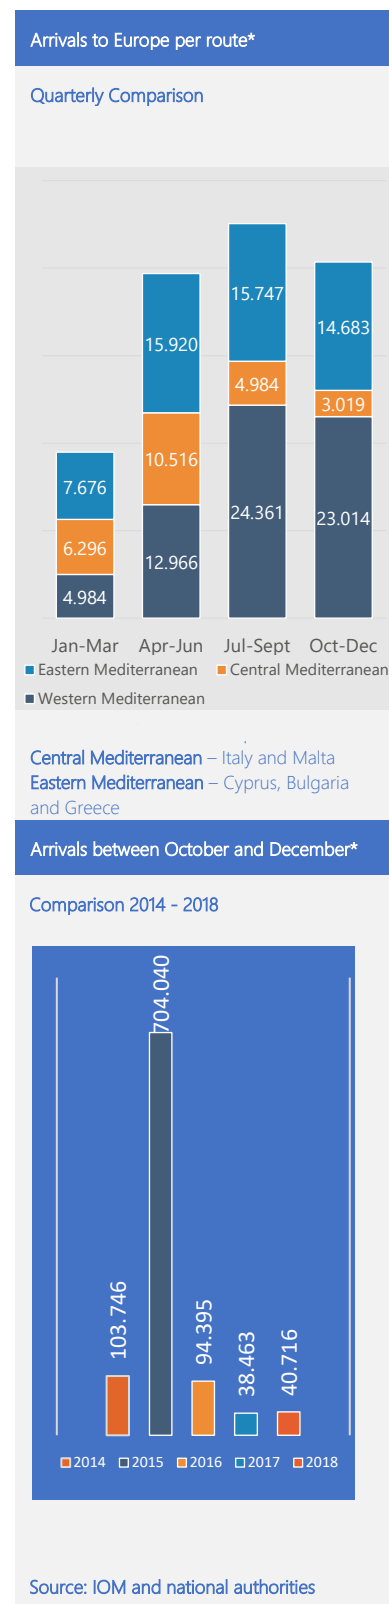 Arrivals to Europe per route*
Quarterly Comparison
15.747
14.683
15.920
4.984
3.019
10.516
7.676
24.361
23.014
6.296
12.966
4.984
Jan-Mar Apr-Jun Jul-Sept Oct-Dec
Eastern Mediterranean Central Mediterranean
Western Mediterranean
Central Mediterranean – Italy and Malta
Eastern Mediterranean – Cyprus, Bulgaria
and Greece
Arrivals between October and December*
Comparison 2014 - 2018
704.040
103.746
94.395
38.463
40.716
2014 2015 2016 2017 2018
Source: IOM and national authorities